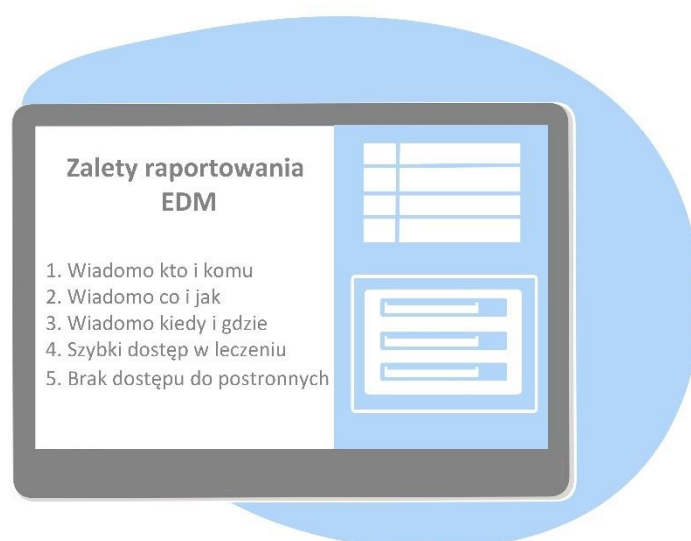 Zalety raportowania
EDM
1. Wiadomo kto i komu
2. Wiadomo co i jak
3. Wiadomo kiedy i gdzie
4. Szybki dostęp w leczeniu
5. Brak dostępu do postronnych